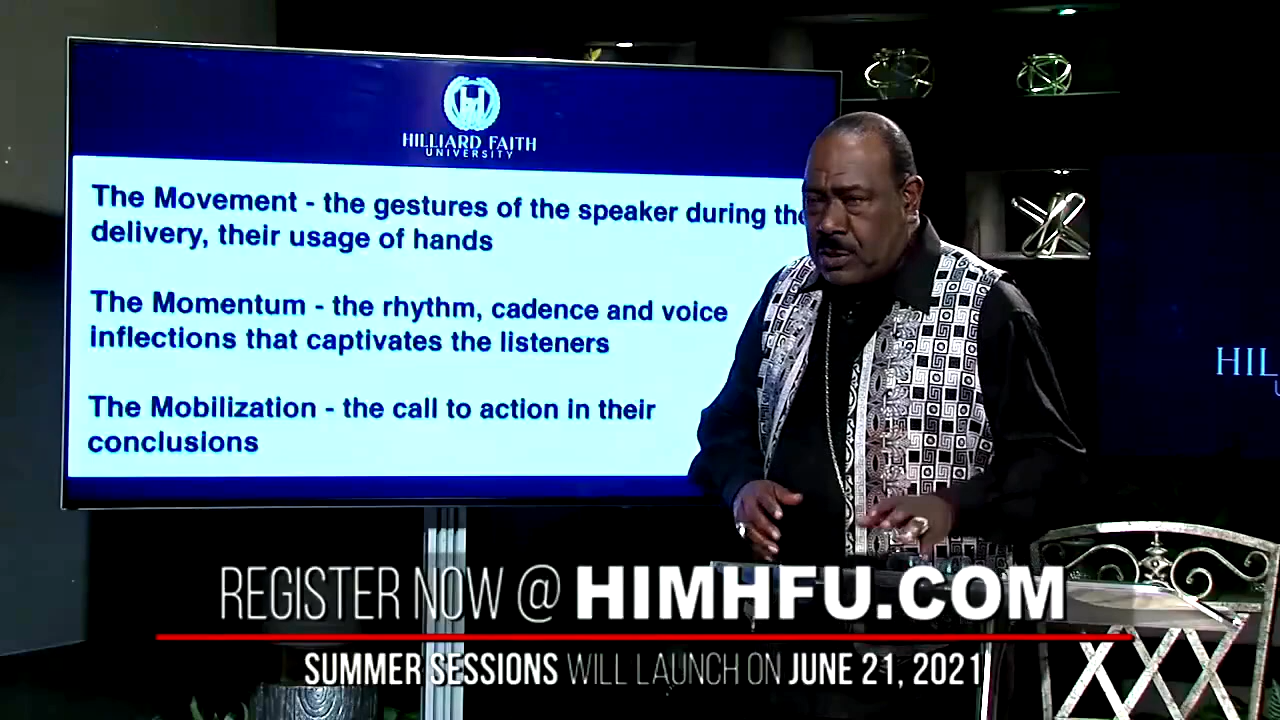 HILLIARD FAITH
UNIVERSITY
The Movement - the gestures of the speaker during the
delivery, their usage of hands
The Momentum - the rhythm, cadence and voice
inflections that captivates the listeners
The Mobilization - the call to action in their
conclusions
HIL
REGISTER NOW @ HIMHFU.COM
SUMMER SESSIONS WILL LAUNCH ON JUNE 21, 2021